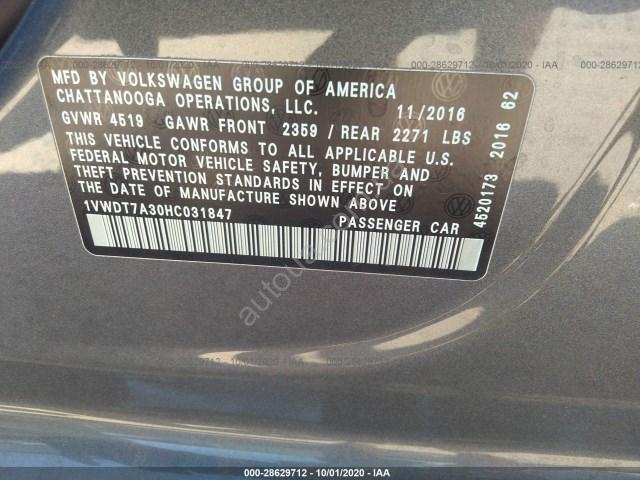 MFD BY VOLKSWAGEN GROUP OF AMERICA
CHATTANOOGA OPERATIONS, LLC. 11/2016
GVWR 4519 GAWR FRONT 2359 / REAR 2271 LBS
THIS VEHICLE CONFORMS TO ALL APPLICABLE U.S.
FEDERAL MOTOR VEHICLE SAFETY, BUMPER AND
THEFT PREVENTION STANDARDS IN EFFECT ON
THE DATE OF MANUFACTURE SHOWN ABOVE
1VWDT7A30HC031847 PASSENGER CAR
4520173 2016 62
000-28629712 - 10/01/2020 - IAA